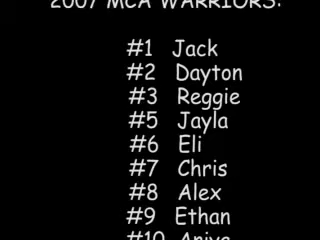 2007 MCA WARRIORS:
#1 Jack
#2 Dayton
#3 Reggie
#5 Jayla
#6 Eli
#7 Chris
#8 Alex
#9 Ethan
#10